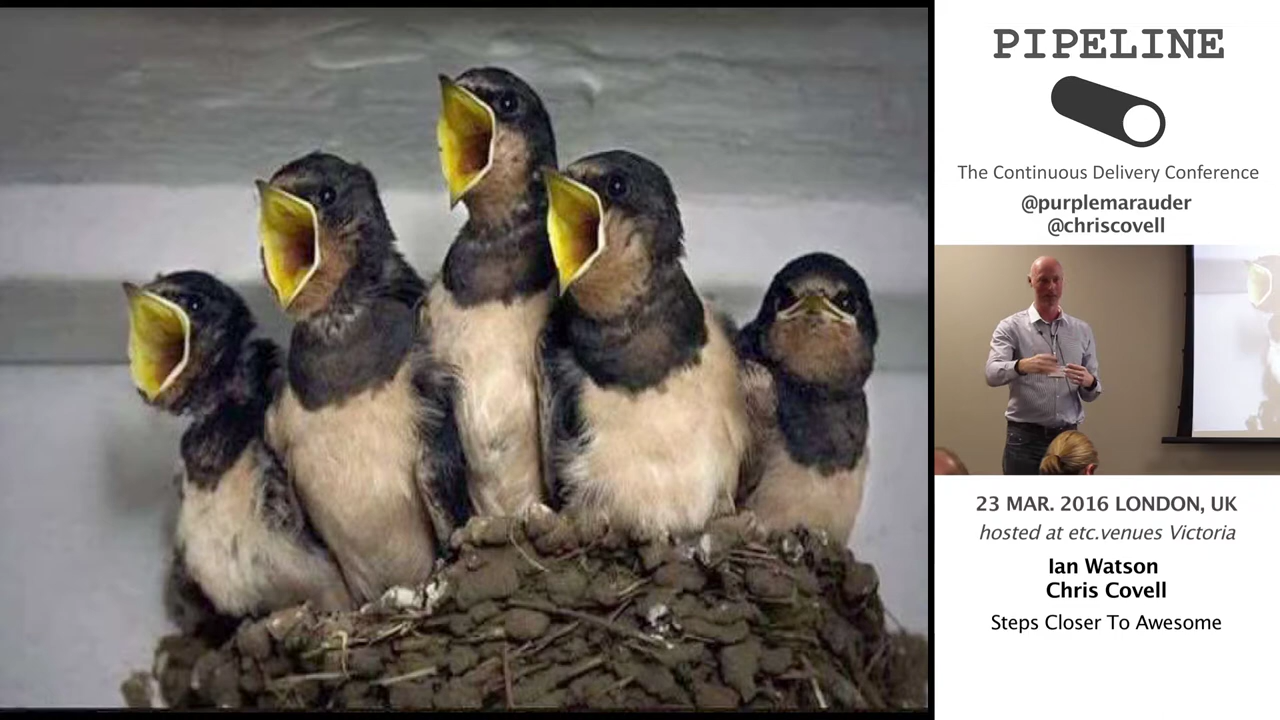 PIPELINE
The Continuous Delivery Conference
@purplemarauder
@chriscovell
23 MAR. 2016 LONDON, UK
hosted at etc.venues Victoria
Ian Watson
Chris Covell
Steps Closer To Awesome